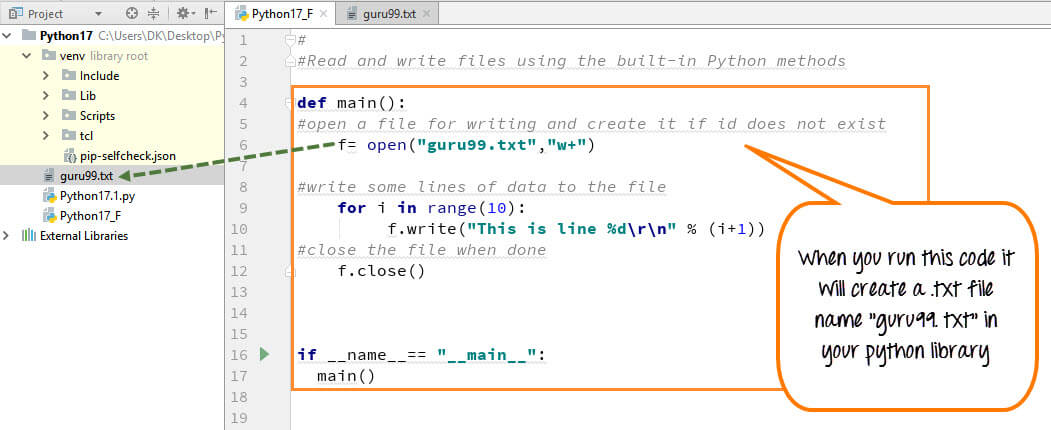 Project
Python17 C:\Users\DK\Desktop\Py
venv library root
Include
Lib
Scripts
tcl
pip-selfcheck.json
guru99.txt
Python17.1.py
Python17_F
External Libraries
Python17_F guru99.txt
1 #
2 #Read and write files using the built-in Python methods
3
4 def main():
5 #open a file for writing and create it if id does not exist
6 f= open("guru99.txt","w+")
7
8 #write some lines of data to the file
9 for i in range(10):
10 f.write("This is line %d\r\n" % (i+1))
11 #close the file when done
12 f.close()
13
14
15
16 if __name__== "__main__":
17 main()
18
19
When you run this code it
will create a .txt file
name "guru99.txt" in
your python library